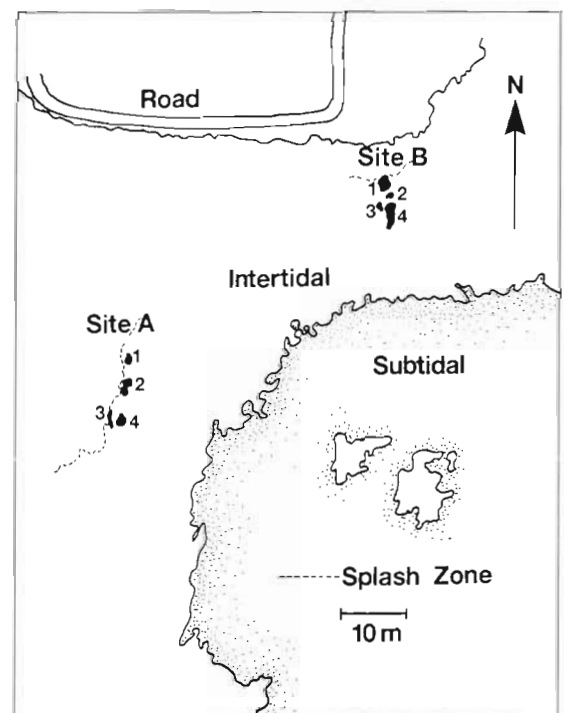 Road
N
Site B
1
2
3
4
Intertidal
Site A
1
2
3
4
Subtidal
Splash Zone
10 m